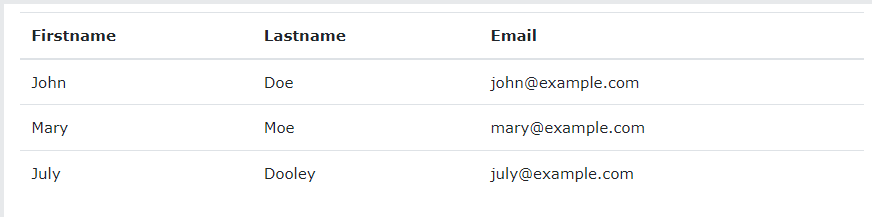 Firstname Lastname Email
John Doe john@example.com
Mary Moe mary@example.com
July Dooley july@example.com